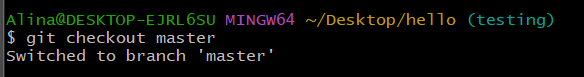 Alina@DESKTOP-EJRL6SU MINGW64 ~/Desktop/hello (testing)
$ git checkout master
Switched to branch 'master'